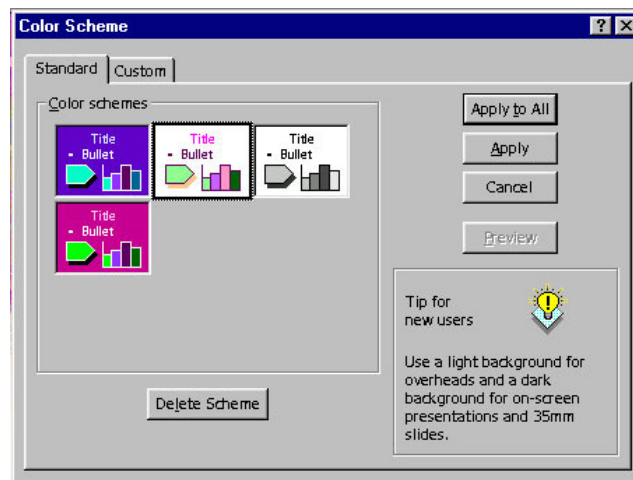 Color Scheme
Standard
Custom
Color schemes
Title
- Bullet
Title
- Bullet
Title
- Bullet
Title
- Bullet
Delete Scheme
Apply to All
Apply
Cancel
Preview
Tip for
new users
Use a light background for
overheads and a dark
background for on-screen
presentations and 35mm
slides.